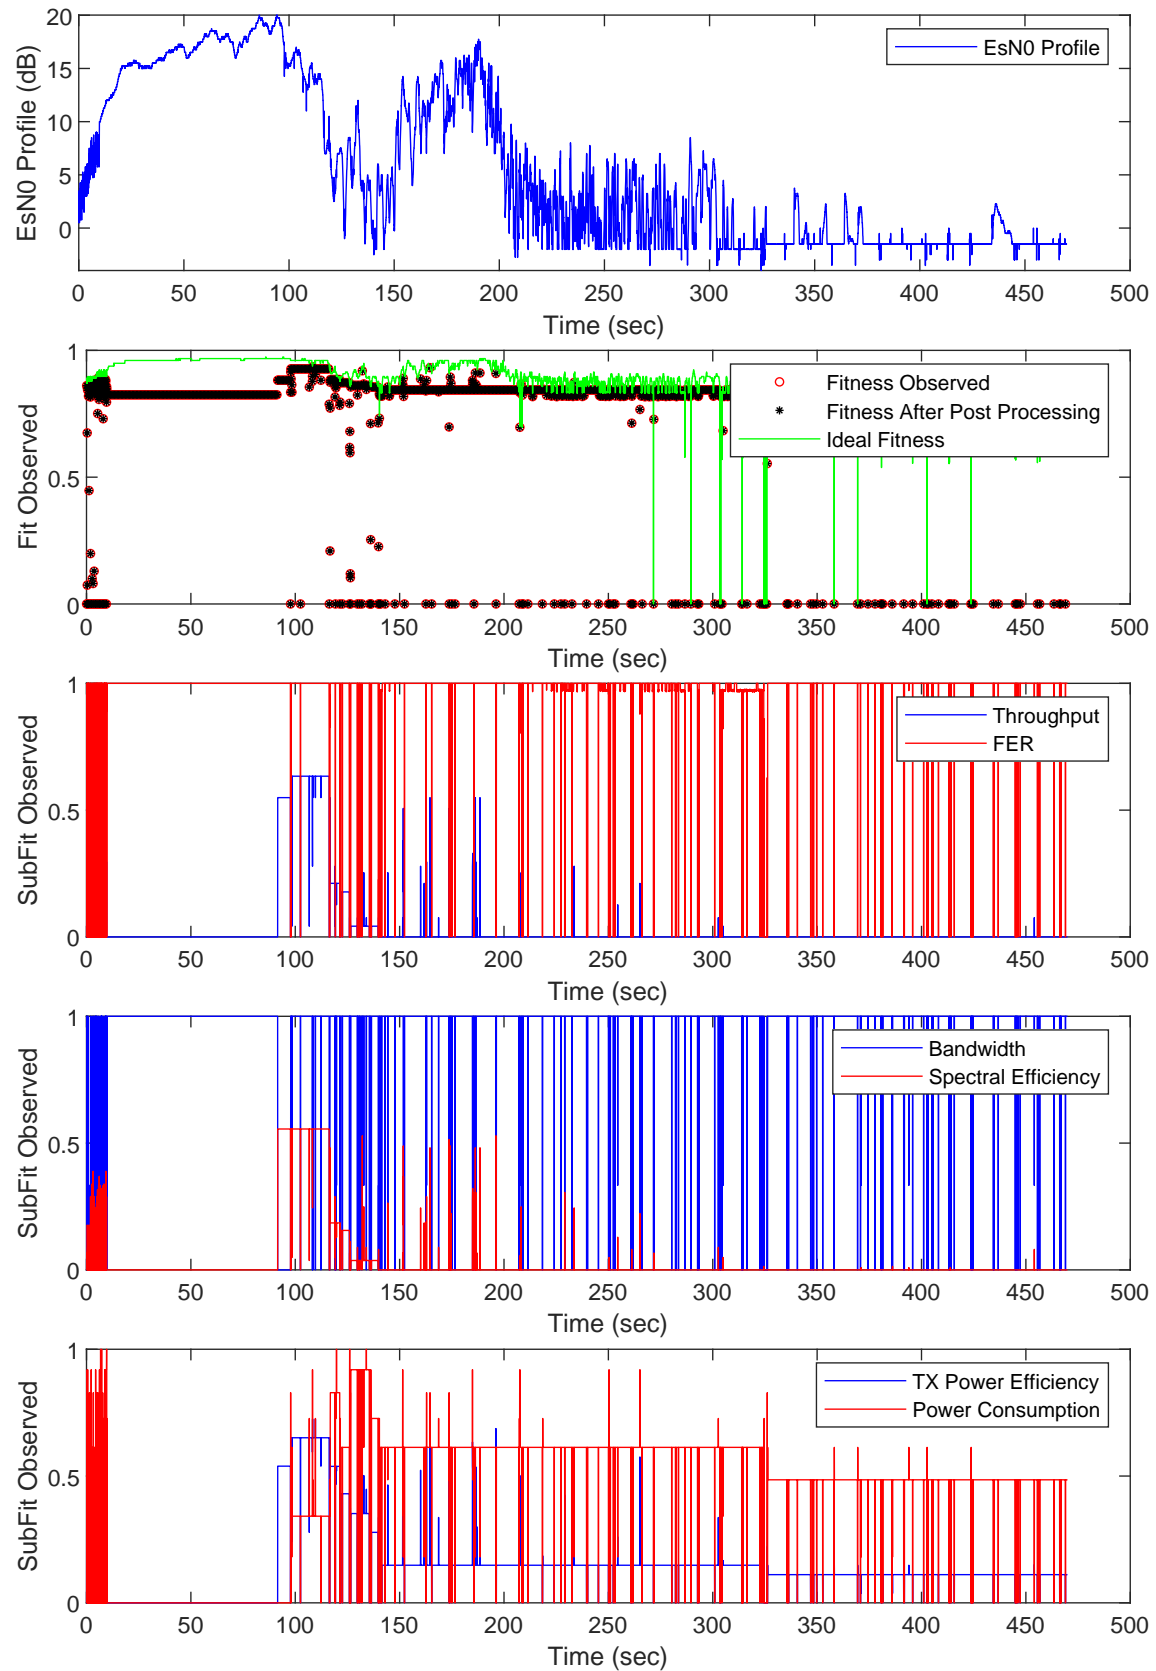 20
15
10
5
0
EsN0 Profile (dB)
EsN0 Profile
0 50 100 150 200 250 300 350 400 450 500
Time (sec)
1
0.5
0
Fit Observed
Fitness Observed
Fitness After Post Processing
Ideal Fitness
0 50 100 150 200 250 300 350 400 450 500
Time (sec)
1
0.5
0
SubFit Observed
Throughput
FER
0 50 100 150 200 250 300 350 400 450 500
Time (sec)
1
0.5
0
SubFit Observed
Bandwidth
Spectral Efficiency
0 50 100 150 200 250 300 350 400 450 500
Time (sec)
1
0.5
0
SubFit Observed
TX Power Efficiency
Power Consumption
0 50 100 150 200 250 300 350 400 450 500
Time (sec)